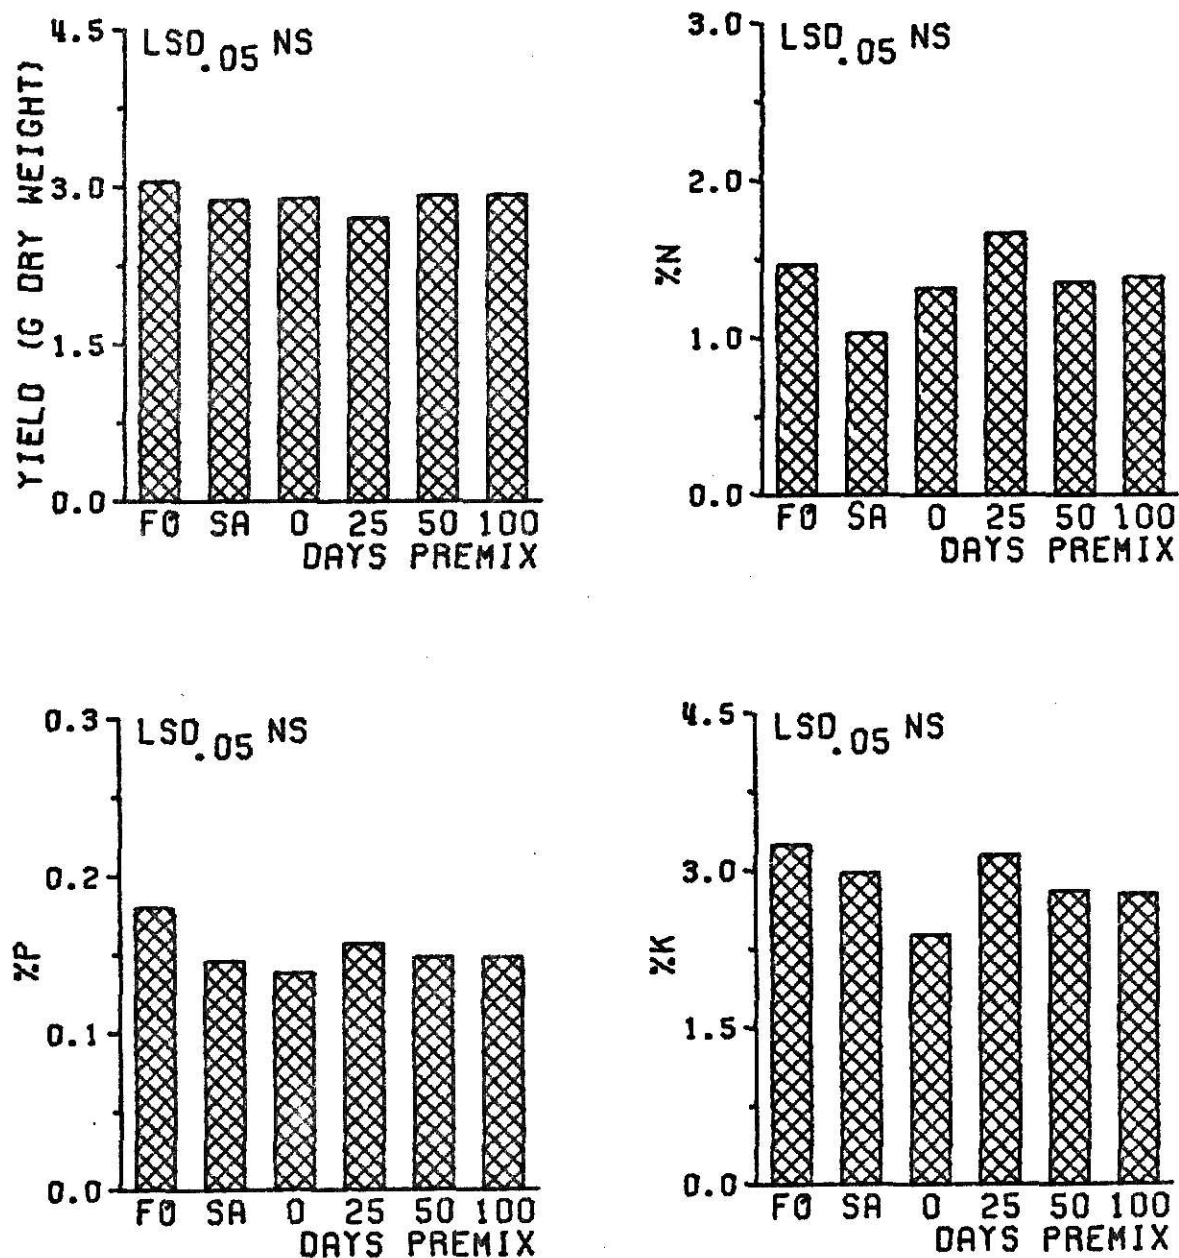 4.5
LSD.05 NS
YIELD (G DRY WEIGHT)
3.0
1.5
0.0
FO SA 0 25 50 100
DAYS PREMIX
3.0
LSD.05 NS
2.0
%N
1.0
0.0
FO SA 0 25 50 100
DAYS PREMIX
0.3
LSD.05 NS
0.2
%P
0.1
0.0
FO SA 0 25 50 100
DAYS PREMIX
4.5
LSD.05 NS
3.0
%K
1.5
0.0
FO SA 0 25 50 100
DAYS PREMIX